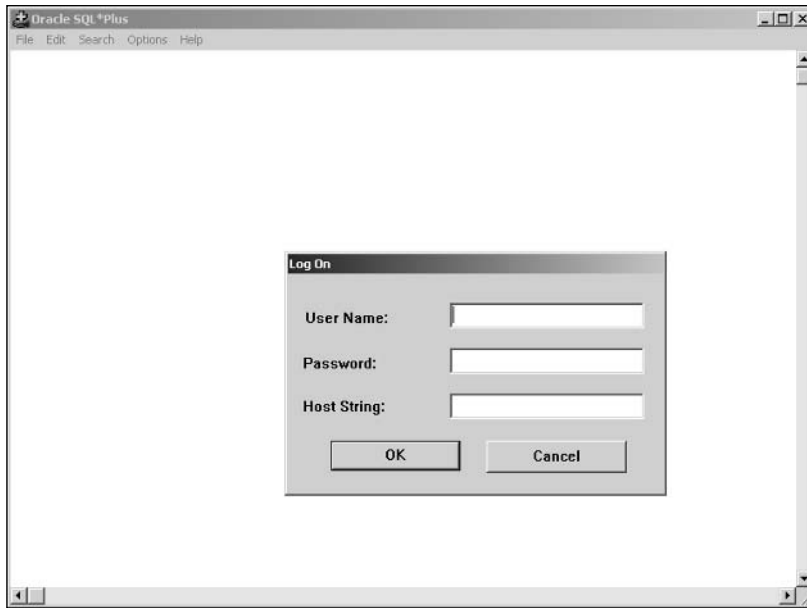 Oracle SQL*Plus
File Edit Search Options Help
Log On
User Name:
Password:
Host String:
OK Cancel